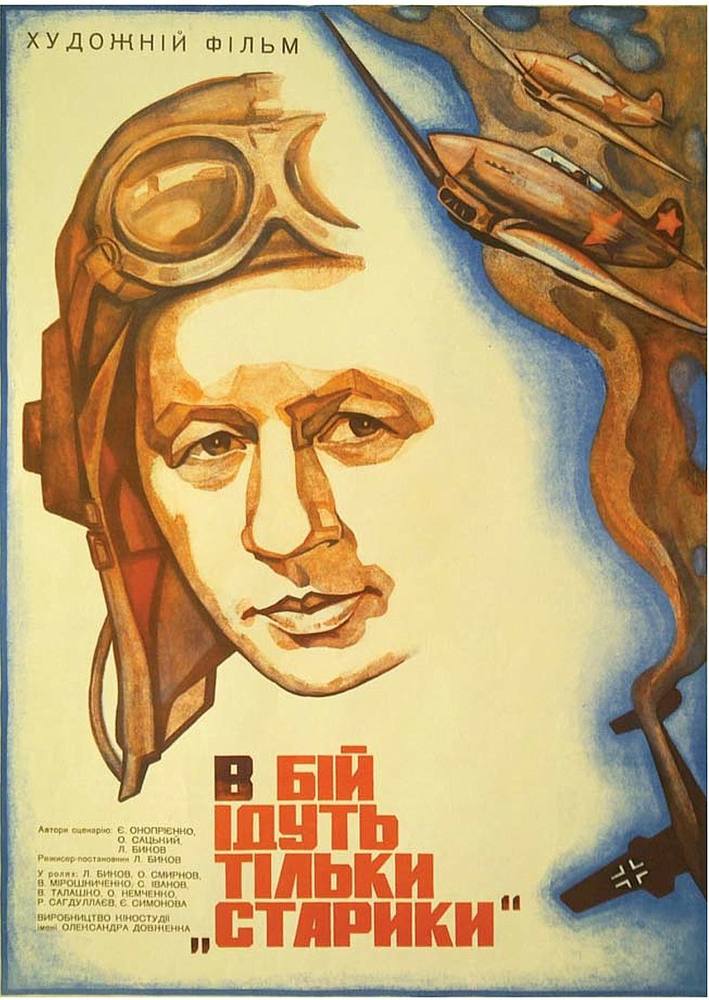 ХУДОЖНІЙ ФІЛЬМ
В БІЙ
ІДУТЬ
ТІЛЬКИ
„СТАРИКИ“
Автори сценарію: Є. ОНОПРІЄНКО,
О. САЦЬКИЙ,
Л. БИКОВ
Режисер-постановник Л. БИКОВ
У ролях: Л. БИКОВ, О. СМИРНОВ,
В. МІРОШНИЧЕНКО, С. ІВАНОВ,
В. ТАЛАШКО, О. НЕМЧЕНКО,
Р. САГДУЛЛАЄВ, Є. СИМОНОВА
ВИРОБНИЦТВО КІНОСТУДІЇ
імені ОЛЕКСАНДРА ДОВЖЕНКА